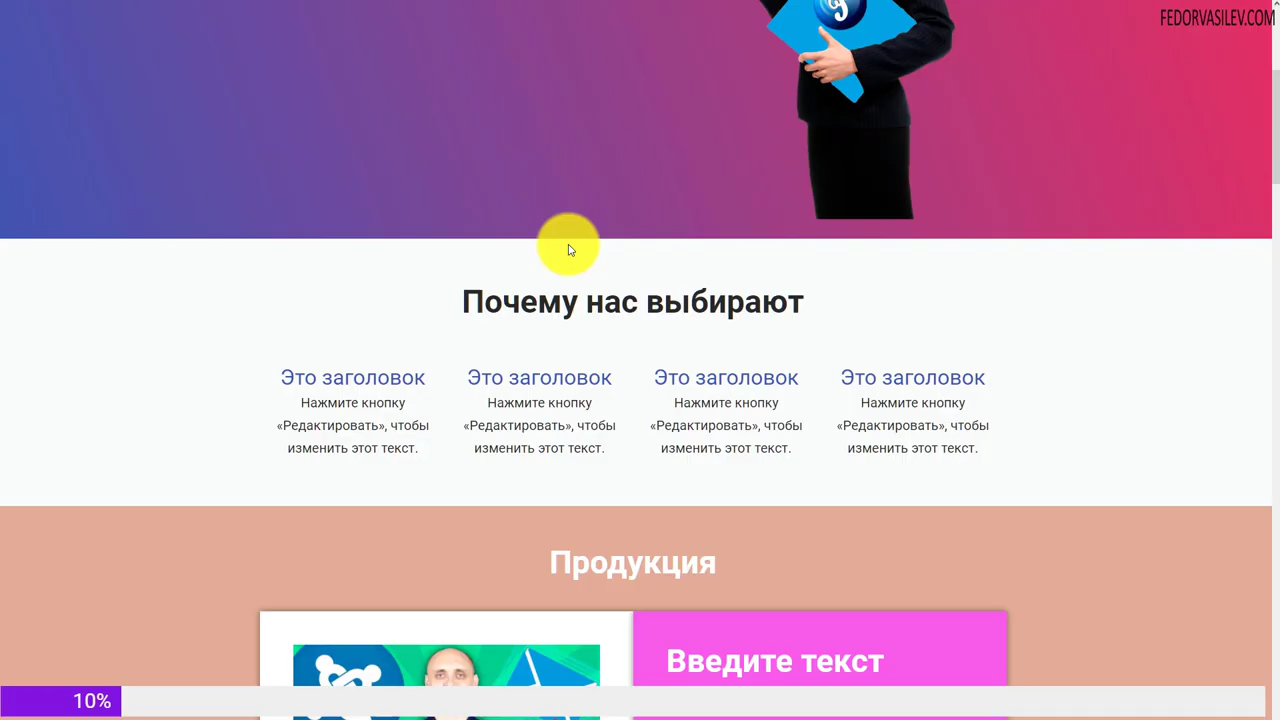 FEDORVASILEV.COM
Почему нас выбирают
Это заголовок
Нажмите кнопку
«Редактировать», чтобы
изменить этот текст.
Это заголовок
Нажмите кнопку
«Редактировать», чтобы
изменить этот текст.
Это заголовок
Нажмите кнопку
«Редактировать», чтобы
изменить этот текст.
Это заголовок
Нажмите кнопку
«Редактировать», чтобы
изменить этот текст.
Продукция
Введите текст
10%